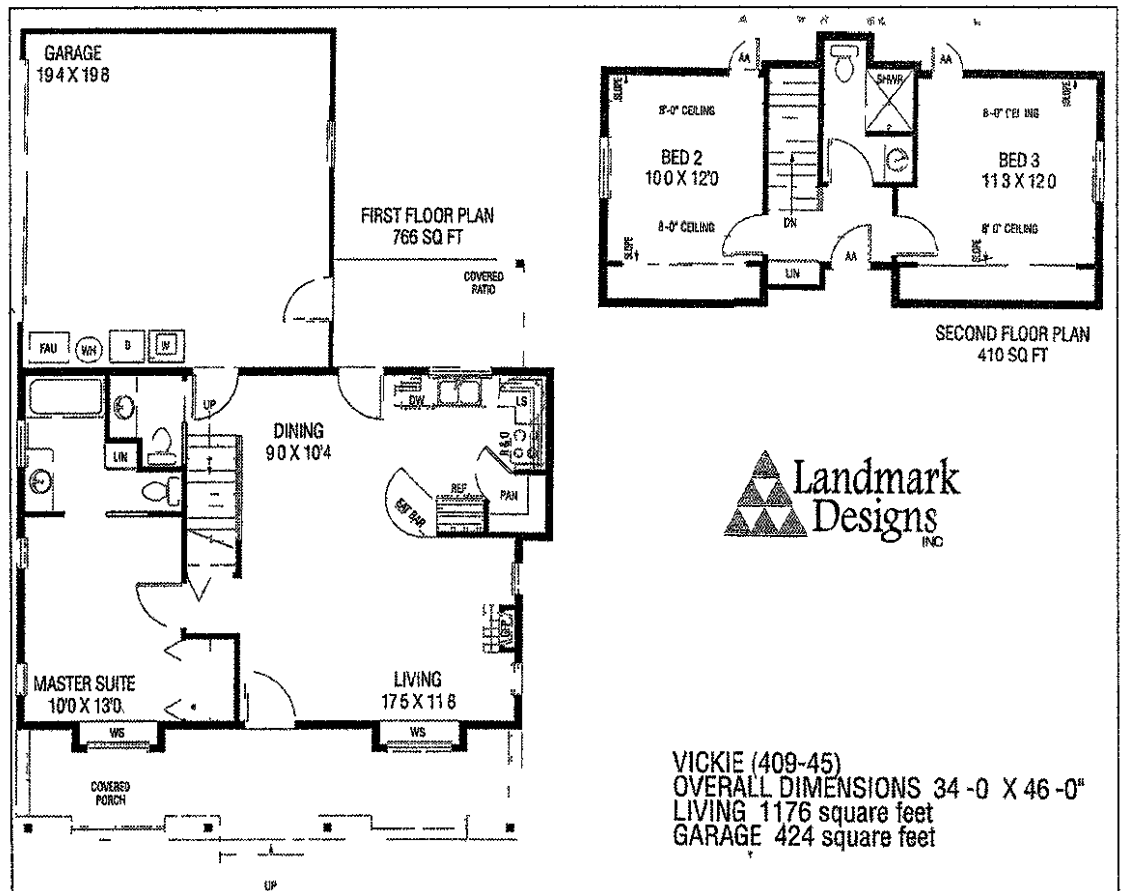 GARAGE
19'4 X 19'8
FIRST FLOOR PLAN
766 SQ FT
COVERED
PATIO
FAU
WH
D
W
UP
DINING
9'0 X 10'4
DW
LS
R & O
LIN
REF
PAN
EAT BAR
GFP
MASTER SUITE
10'0 X 13'0
LIVING
17'5 X 11'8
WS
WS
COVERED
PORCH
UP
AA
AA
SHWR
SLOPE
SLOPE
8'-0" CEILING
8-0" CEILING
BED 2
10'0 X 12'0
BED 3
11'3 X 12'0
8-0" CEILING
8' 0" CEILING
SLOPE
SLOPE
DN
AA
LIN
SECOND FLOOR PLAN
410 SQ FT
Landmark
Designs
INC
VICKIE (409-45)
OVERALL DIMENSIONS 34 -0 X 46 -0"
LIVING 1176 square feet
GARAGE 424 square feet